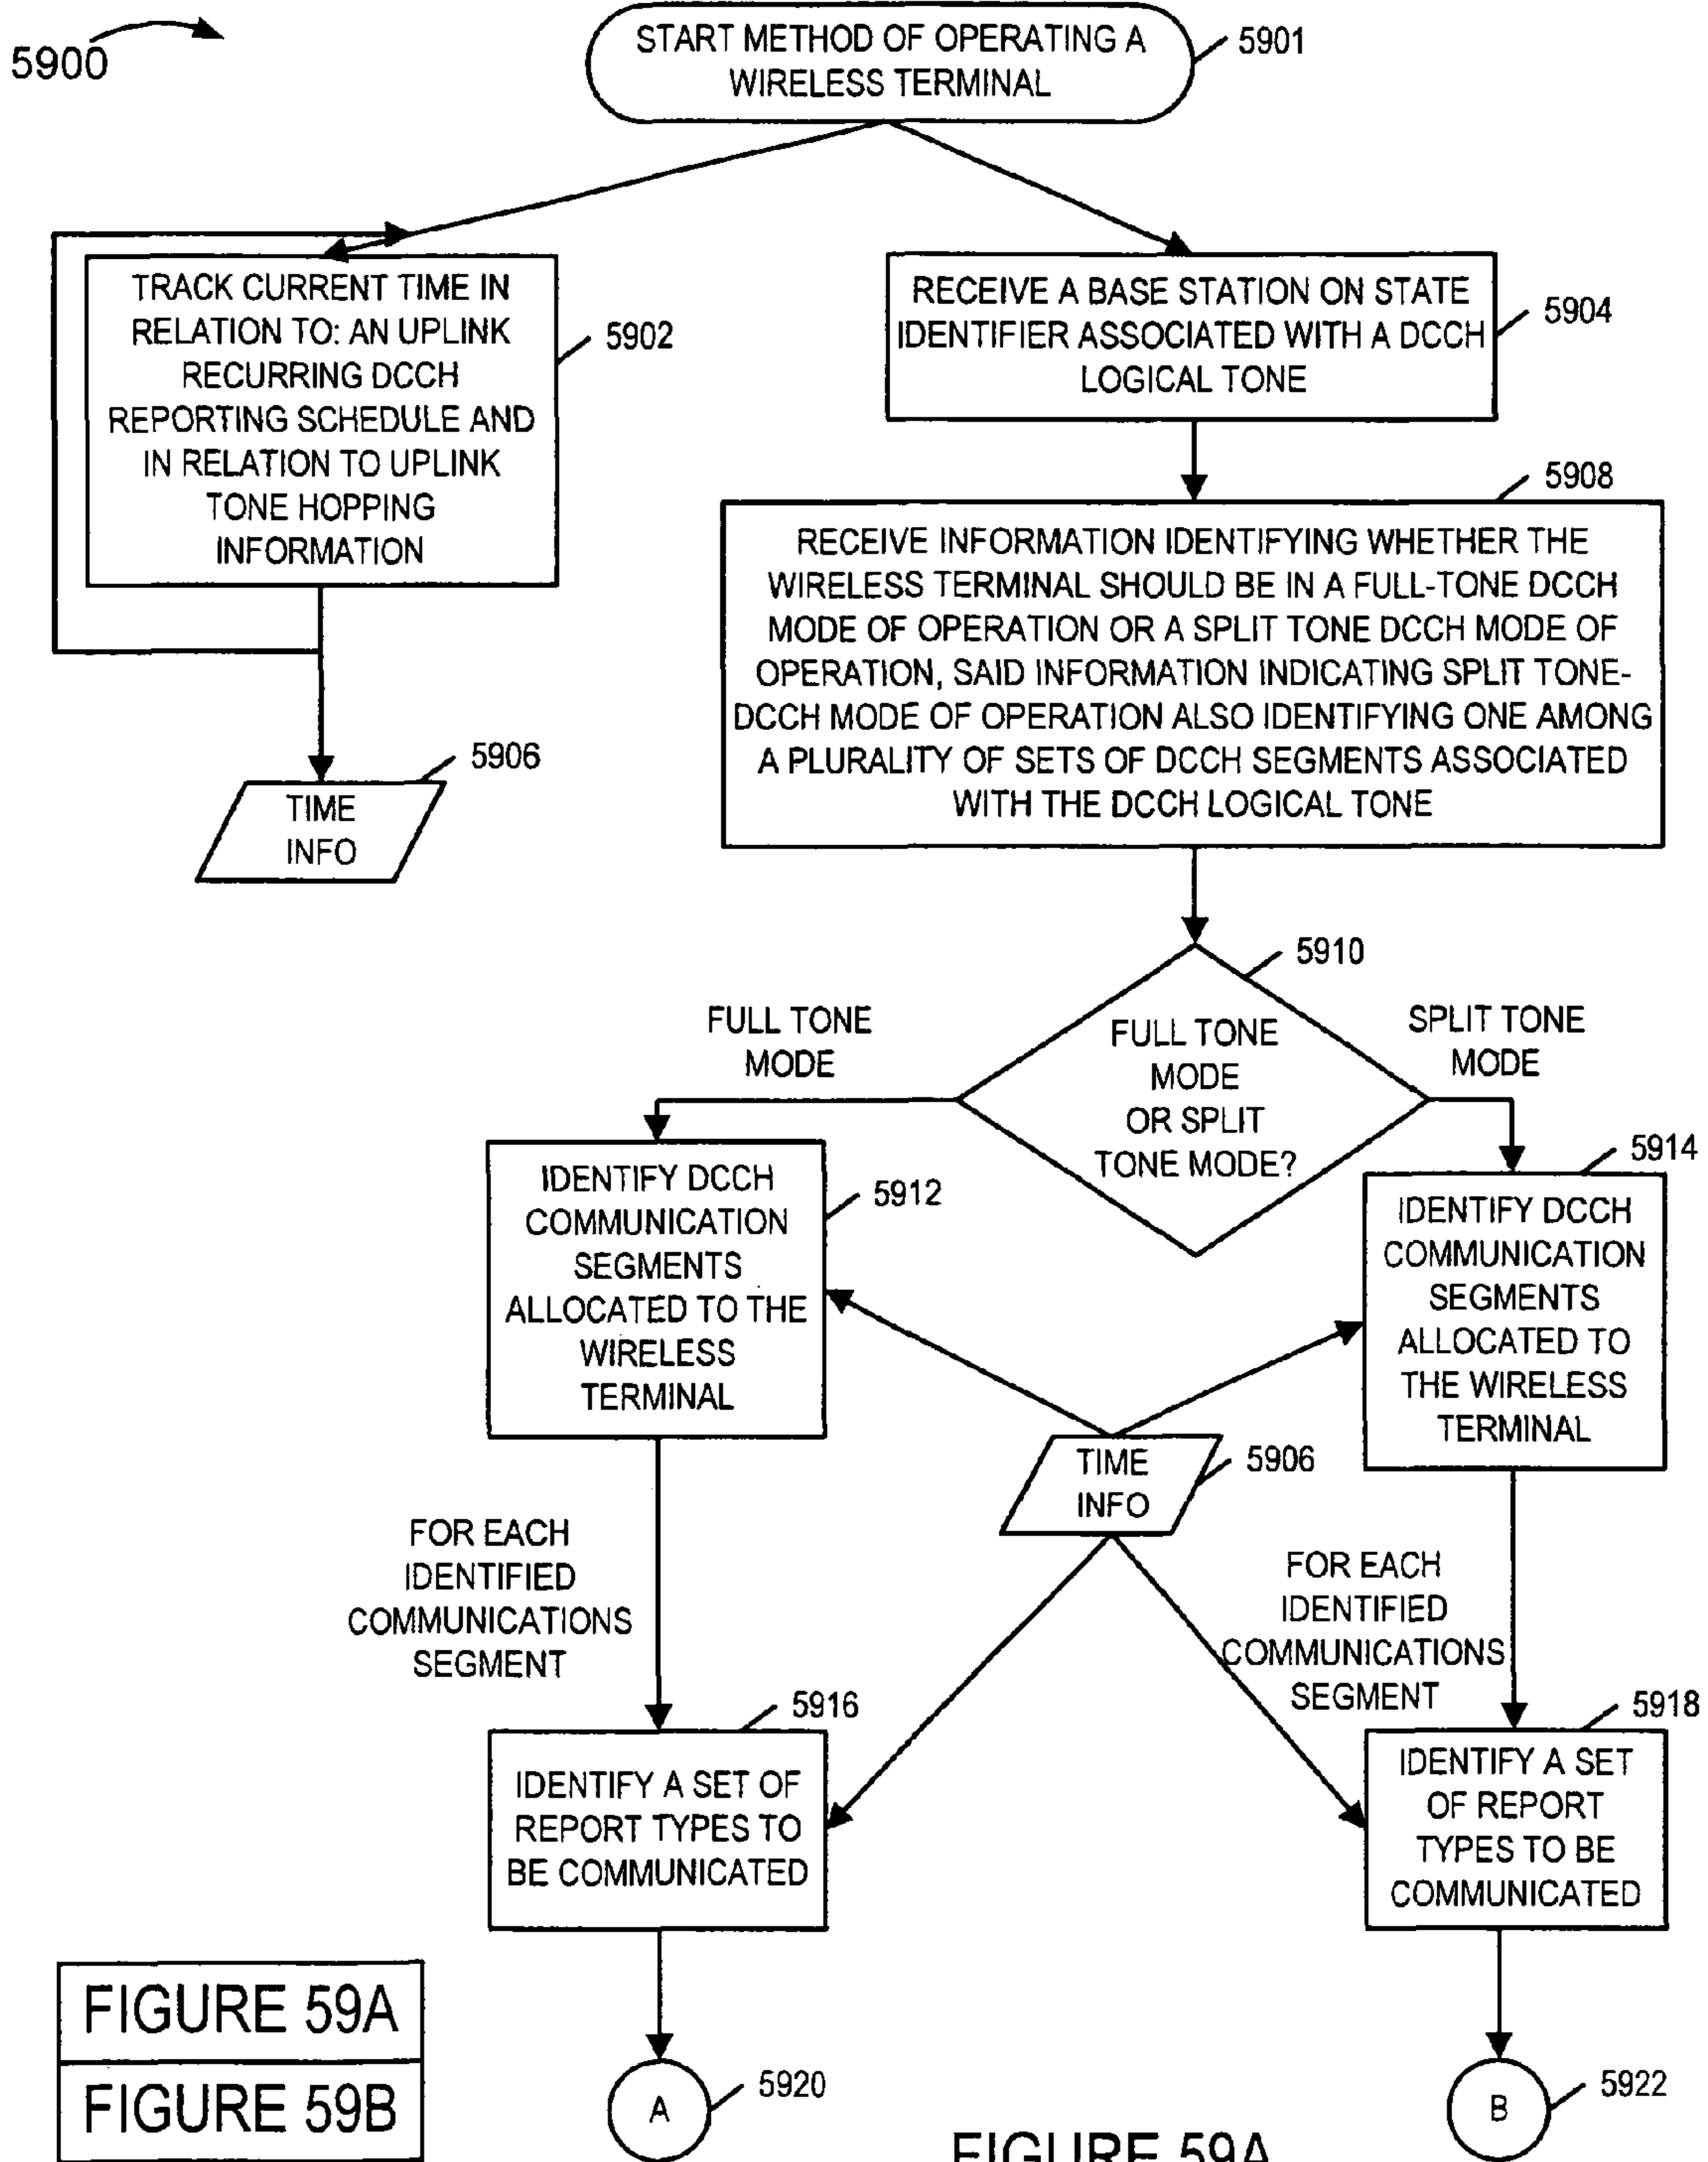 5900
START METHOD OF OPERATING A
WIRELESS TERMINAL
5901
TRACK CURRENT TIME IN
RELATION TO: AN UPLINK
RECURRING DCCH
REPORTING SCHEDULE AND
IN RELATION TO UPLINK
TONE HOPPING
INFORMATION
5902
RECEIVE A BASE STATION ON STATE
IDENTIFIER ASSOCIATED WITH A DCCH
LOGICAL TONE
5904
TIME
INFO
5906
RECEIVE INFORMATION IDENTIFYING WHETHER THE
WIRELESS TERMINAL SHOULD BE IN A FULL-TONE DCCH
MODE OF OPERATION OR A SPLIT TONE DCCH MODE OF
OPERATION, SAID INFORMATION INDICATING SPLIT TONE-
DCCH MODE OF OPERATION ALSO IDENTIFYING ONE AMONG
A PLURALITY OF SETS OF DCCH SEGMENTS ASSOCIATED
WITH THE DCCH LOGICAL TONE
5908
FULL TONE
MODE
OR SPLIT
TONE MODE?
5910
FULL TONE
MODE
SPLIT TONE
MODE
IDENTIFY DCCH
COMMUNICATION
SEGMENTS
ALLOCATED TO THE
WIRELESS
TERMINAL
5912
IDENTIFY DCCH
COMMUNICATION
SEGMENTS
ALLOCATED TO
THE WIRELESS
TERMINAL
5914
TIME
INFO
5906
FOR EACH
IDENTIFIED
COMMUNICATIONS
SEGMENT
FOR EACH
IDENTIFIED
COMMUNICATIONS
SEGMENT
IDENTIFY A SET OF
REPORT TYPES TO
BE COMMUNICATED
5916
IDENTIFY A SET
OF REPORT
TYPES TO BE
COMMUNICATED
5918
A
5920
B
5922
FIGURE 59A
FIGURE 59B
FIGURE 59A